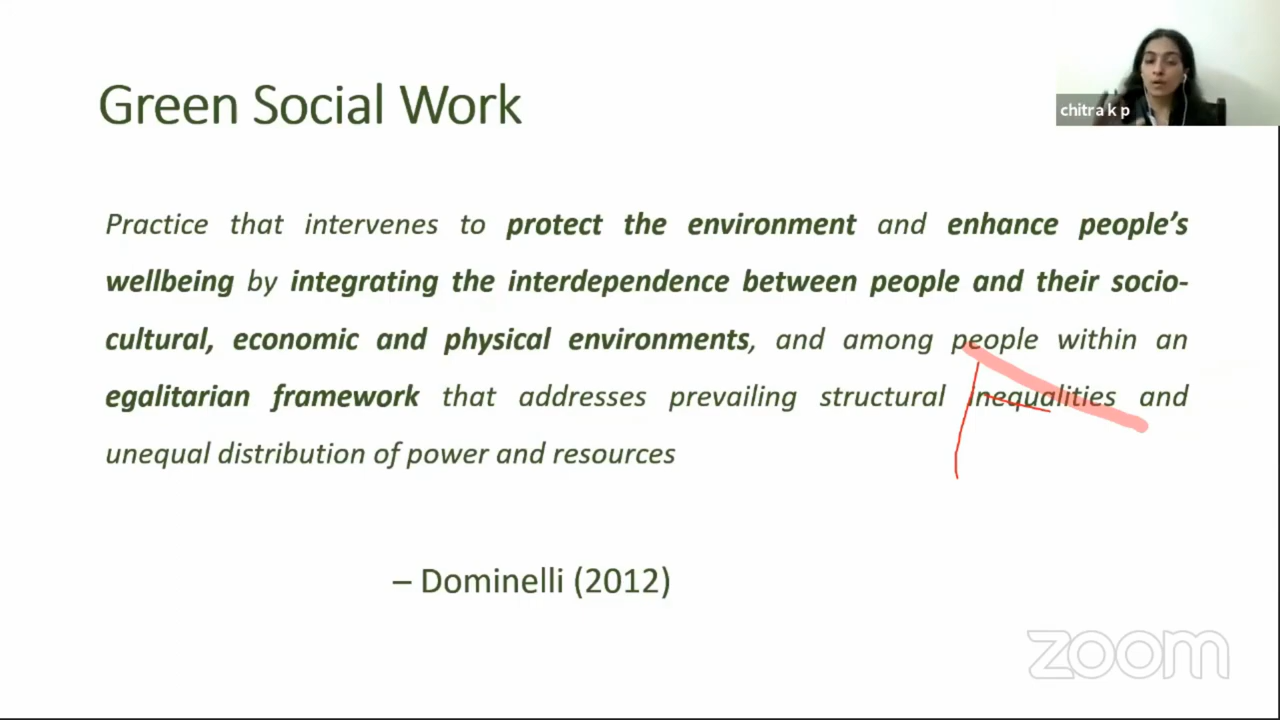 Green Social Work
chitra k p
Practice that intervenes to protect the environment and enhance people’s
wellbeing by integrating the interdependence between people and their socio-
cultural, economic and physical environments, and among people within an
egalitarian framework that addresses prevailing structural inequalities and
unequal distribution of power and resources
– Dominelli (2012)
zoom